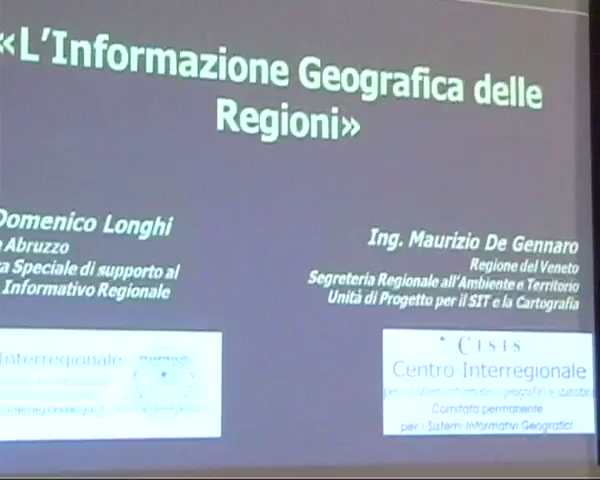 «L'Informazione Geografica delle
Regioni»
Domenico Longhi
Abruzzo
Speciale di supporto al
Informativo Regionale
Ing. Maurizio De Gennaro
Regione del Veneto
Segreteria Regionale all'Ambiente e Territorio
Unità di Progetto per il SIT e la Cartografia
Interregionale
CISIS
Centro Interregionale
Comitato permanente
per i Sistemi Informativi Geografici